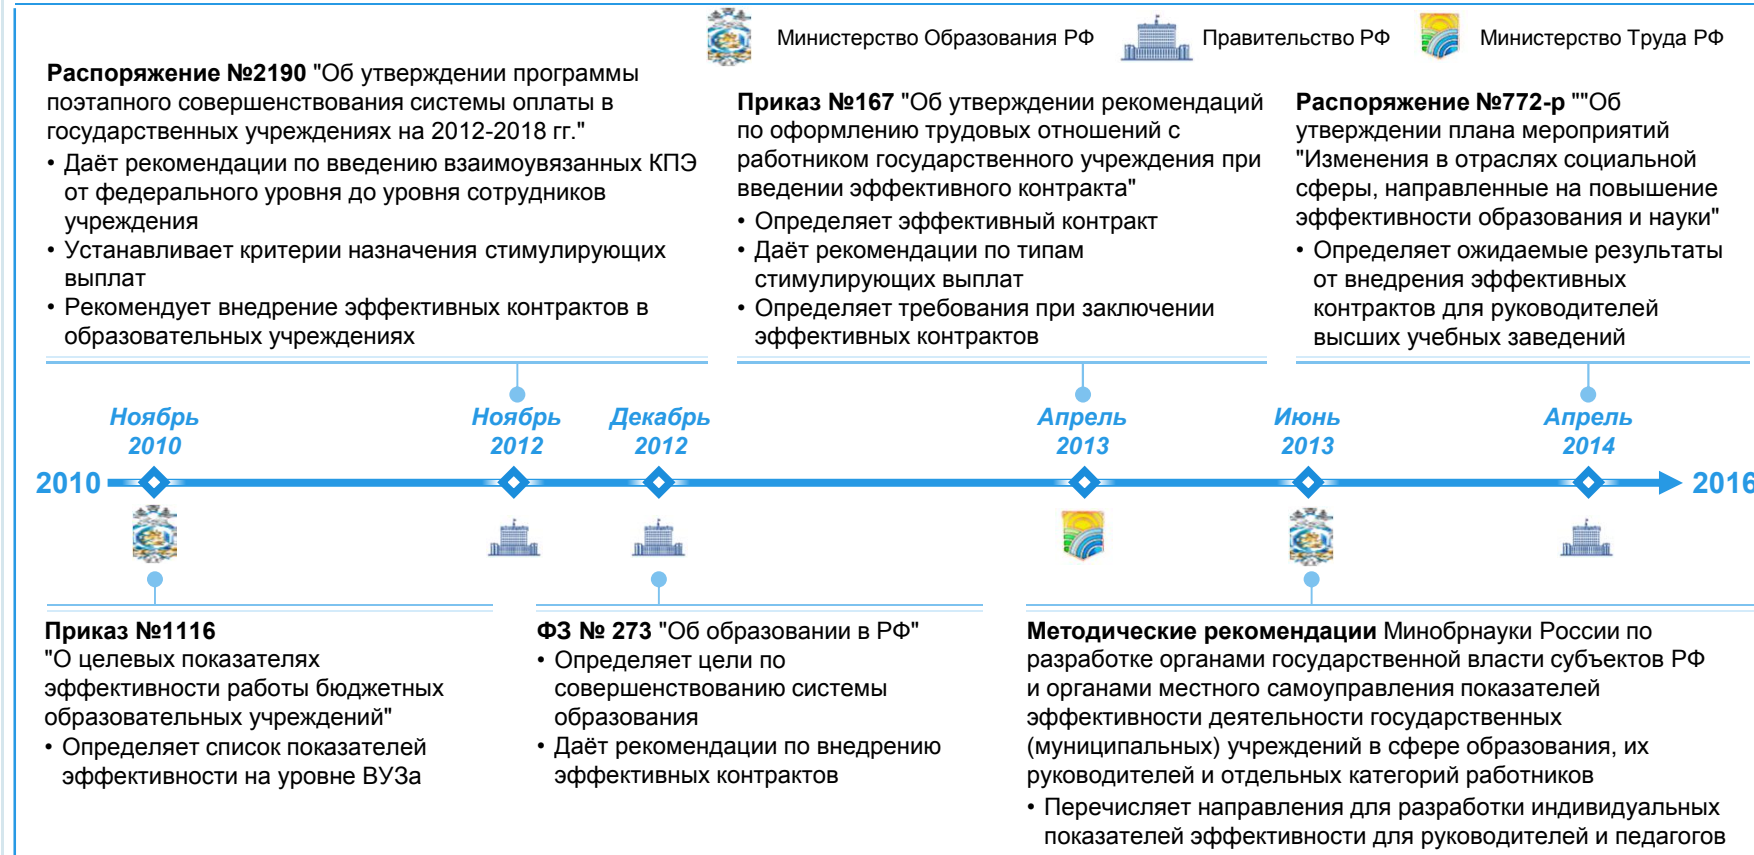 Министерство Образования РФ
Правительство РФ
Министерство Труда РФ
Распоряжение №2190 "Об утверждении программы
поэтапного совершенствования системы оплаты в
государственных учреждениях на 2012-2018 гг."
• Даёт рекомендации по введению взаимоувязанных КПЭ
от федерального уровня до уровня сотрудников
учреждения
• Устанавливает критерии назначения стимулирующих
выплат
• Рекомендует внедрение эффективных контрактов в
образовательных учреждениях
Приказ №167 "Об утверждении рекомендаций
по оформлению трудовых отношений с
работником государственного учреждения при
введении эффективного контракта"
• Определяет эффективный контракт
• Даёт рекомендации по типам
стимулирующих выплат
• Определяет требования при заключении
эффективных контрактов
Распоряжение №772-р ""Об
утверждении плана мероприятий
"Изменения в отраслях социальной
сферы, направленные на повышение
эффективности образования и науки"
• Определяет ожидаемые результаты
от внедрения эффективных
контрактов для руководителей
высших учебных заведений
Ноябрь
2010
Ноябрь
2012
Декабрь
2012
Апрель
2013
Июнь
2013
Апрель
2014
2010
2016
Приказ №1116
"О целевых показателях
эффективности работы бюджетных
образовательных учреждений"
• Определяет список показателей
эффективности на уровне ВУЗа
ФЗ № 273 "Об образовании в РФ"
• Определяет цели по
совершенствованию системы
образования
• Даёт рекомендации по внедрению
эффективных контрактов
Методические рекомендации Минобрнауки России по
разработке органами государственной власти субъектов РФ
и органами местного самоуправления показателей
эффективности деятельности государственных
(муниципальных) учреждений в сфере образования, их
руководителей и отдельных категорий работников
• Перечисляет направления для разработки индивидуальных
показателей эффективности для руководителей и педагогов